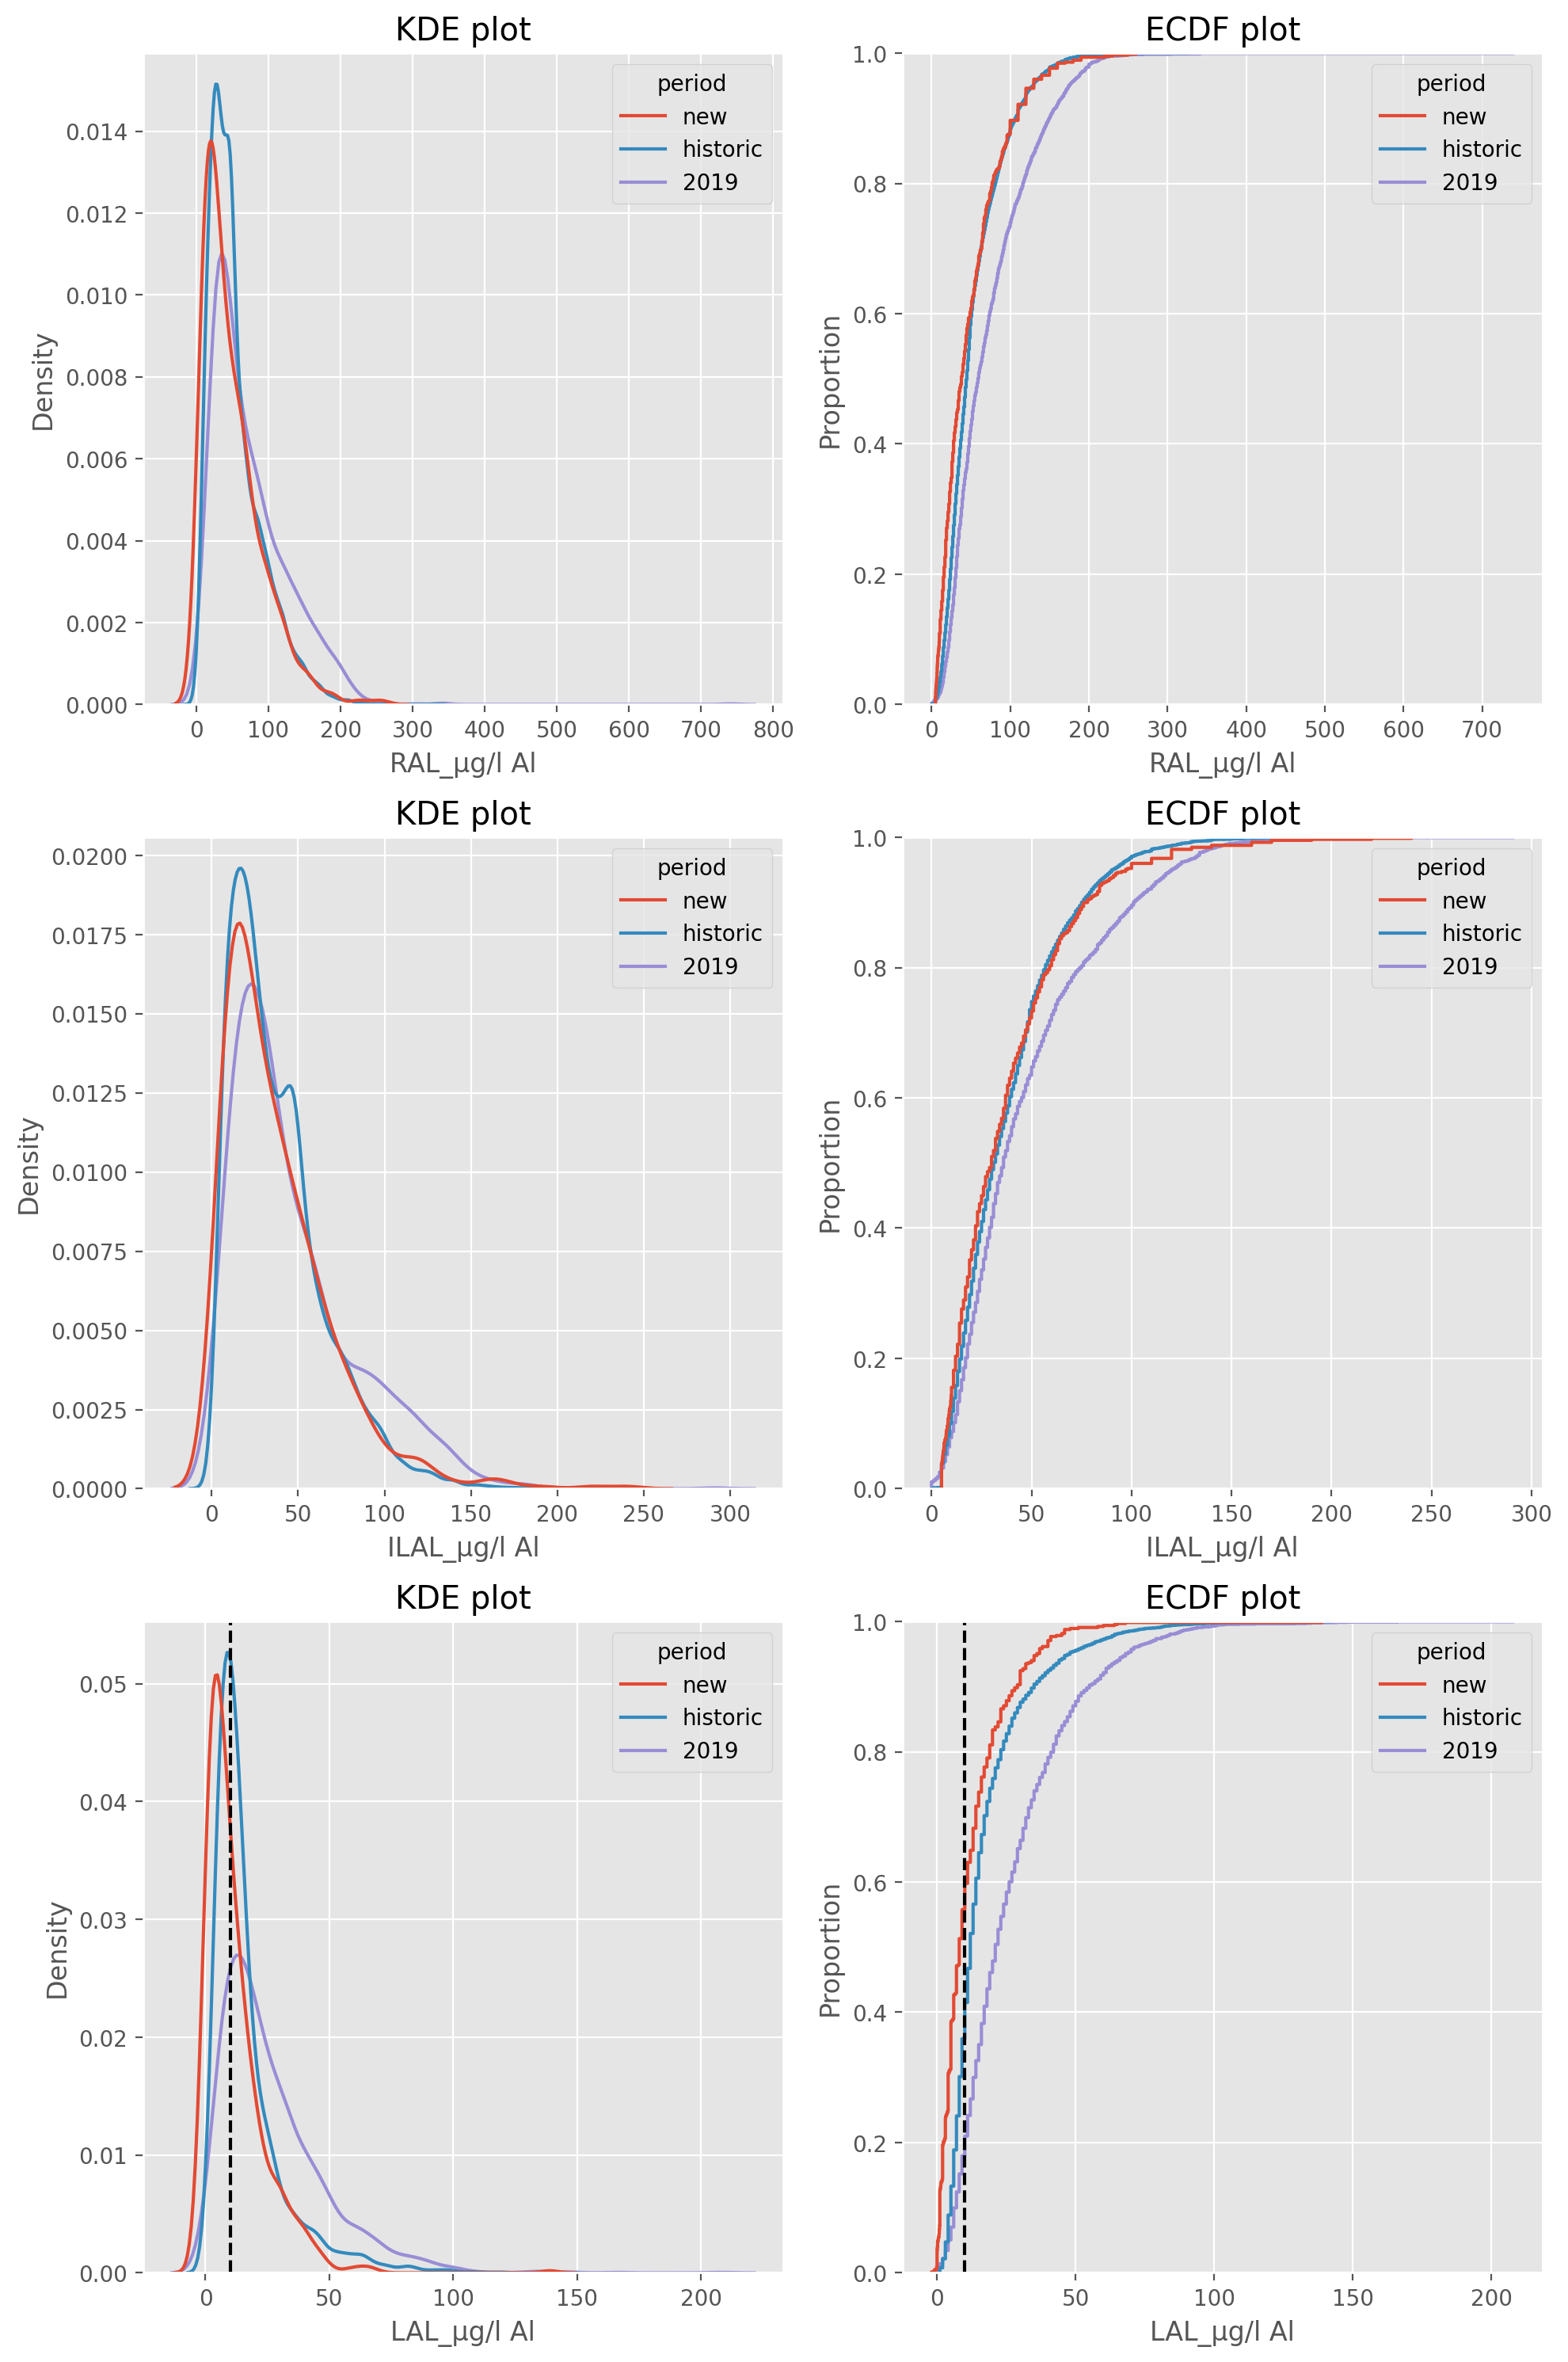 KDE plot
ECDF plot
Density
0.000
0.002
0.004
0.006
0.008
0.010
0.012
0.014
period
new
historic
2019
0 100 200 300 400 500 600 700 800
RAL_µg/l Al
Proportion
0.0
0.2
0.4
0.6
0.8
1.0
period
new
historic
2019
0 100 200 300 400 500 600 700
RAL_µg/l Al
KDE plot
ECDF plot
Density
0.0000
0.0025
0.0050
0.0075
0.0100
0.0125
0.0150
0.0175
0.0200
period
new
historic
2019
0 50 100 150 200 250 300
ILAL_µg/l Al
Proportion
0.0
0.2
0.4
0.6
0.8
1.0
period
new
historic
2019
0 50 100 150 200 250 300
ILAL_µg/l Al
KDE plot
ECDF plot
Density
0.00
0.01
0.02
0.03
0.04
0.05
period
new
historic
2019
0 50 100 150 200
LAL_µg/l Al
Proportion
0.0
0.2
0.4
0.6
0.8
1.0
period
new
historic
2019
0 50 100 150 200
LAL_µg/l Al